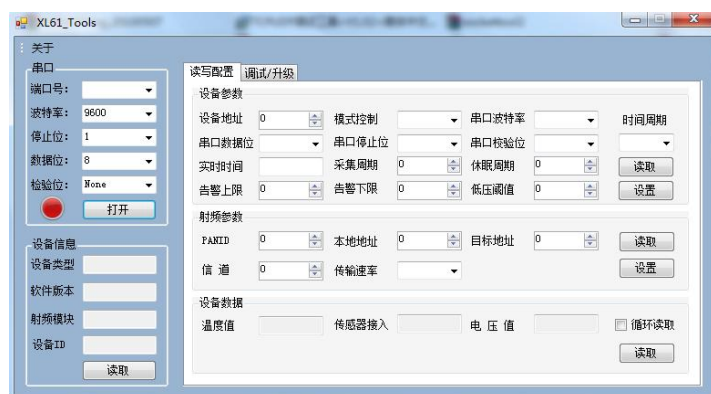 XL61_Tools
关于
串口
端口号:
波特率: 9600
停止位: 1
数据位: 8
检验位: None
打开
设备信息
设备类型
软件版本
射频模块
设备ID
读取
读写配置 调试/升级
设备参数
设备地址 0 模式控制 串口波特率 时间周期
串口数据位 串口停止位 串口校验位
实时时间 采集周期 0 休眠周期 0 读取
告警上限 0 告警下限 0 低压阈值 0 设置
射频参数
PANID 0 本地地址 0 目标地址 0 读取
信 道 0 传输速率 设置
设备数据
温度值 传感器接入 电 压 值 循环读取
读取